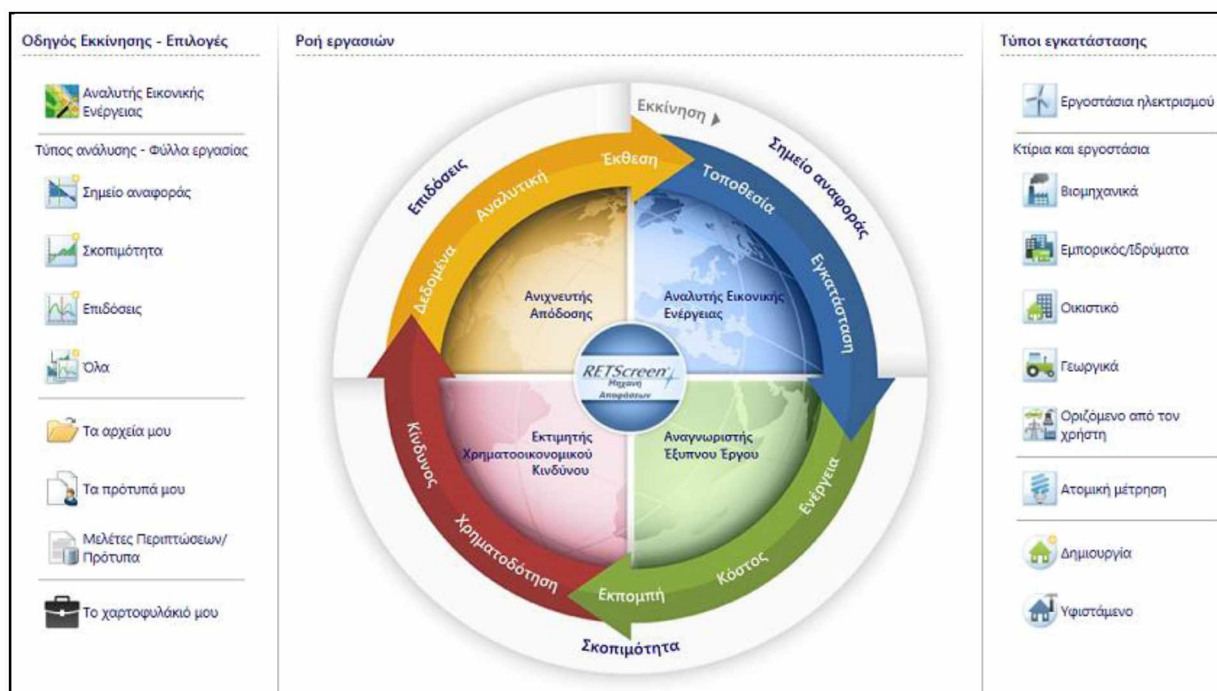 Οδηγός Εκκίνησης - Επιλογές
Αναλυτής Εικονικής
Ενέργειας
Τύπος ανάλυσης - Φύλλα εργασίας
Σημείο αναφοράς
Σκοπιμότητα
Επιδόσεις
Όλα
Τα αρχεία μου
Τα πρότυπά μου
Μελέτες Περιπτώσεων/
Πρότυπα
Το χαρτοφυλάκιό μου
Ροή εργασιών
Εκκίνηση
Σημείο αναφοράς
Τοποθεσία
Εγκατάσταση
Αναλυτής Εικονικής
Ενέργειας
Ενέργεια
Κόστος
Εκπομπή
Αναγνωριστής
Έξυπνου Έργου
Σκοπιμότητα
Χρηματοδότηση
Κίνδυνος
Εκτιμητής
Χρηματοοικονομικού
Κινδύνου
Δεδομένα
Αναλυτική
Έκθεση
Επιδόσεις
Ανιχνευτής
Απόδοσης
RETScreen
Μηχανή
Αποφάσεων
Τύποι εγκατάστασης
Εργοστάσια ηλεκτρισμού
Κτίρια και εργοστάσια
Βιομηχανικά
Εμπορικός/Ιδρύματα
Οικιστικό
Γεωργικά
Οριζόμενο από τον
χρήστη
Ατομική μέτρηση
Δημιουργία
Υφιστάμενο